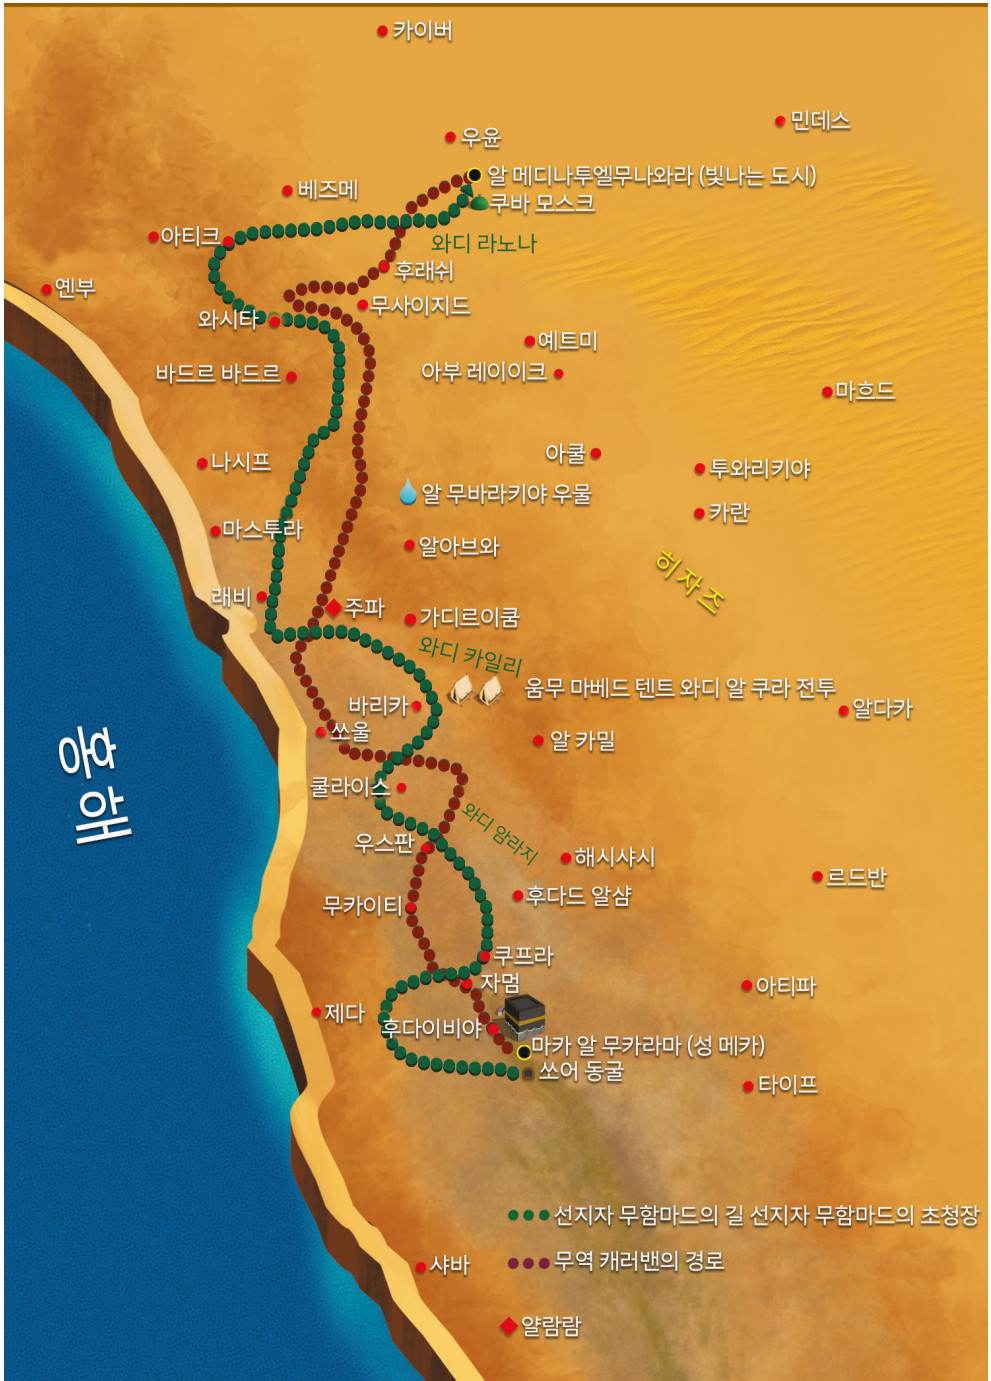 카이버
민데스
우윤
알 메디나투엘무나와라 (빛나는 도시)
베즈메
쿠바 모스크
아티크
와디 라노나
후래쉬
옌부
무사이지드
와시타
예트미
바드르 바드르
아부 레이이크
마흐드
아쿨
나시프
투와리키야
알 무바라키야 우물
카란
마스투라
알아브와
히자즈
래비
주파
가디르이쿰
와디 카일리
움무 마베드 텐트 와디 알 쿠라 전투
바리카
알다카
쏘울
알 카밀
홍해
쿨라이스
와디 암라지
우스판
해시샤시
르드반
후다드 알샴
무카이티
쿠프라
자멈
아티파
제다
후다이비야
마카 알 무카라마 (성 메카)
쏘어 동굴
타이프
선지자 무함마드의 길 선지자 무함마드의 초청장
무역 캐러밴의 경로
샤바
얄람람